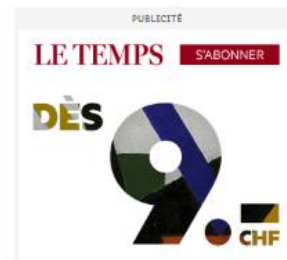 PUBLICITÉ
LE TEMPS S'ABONNER
DÈS
9.-
CHF